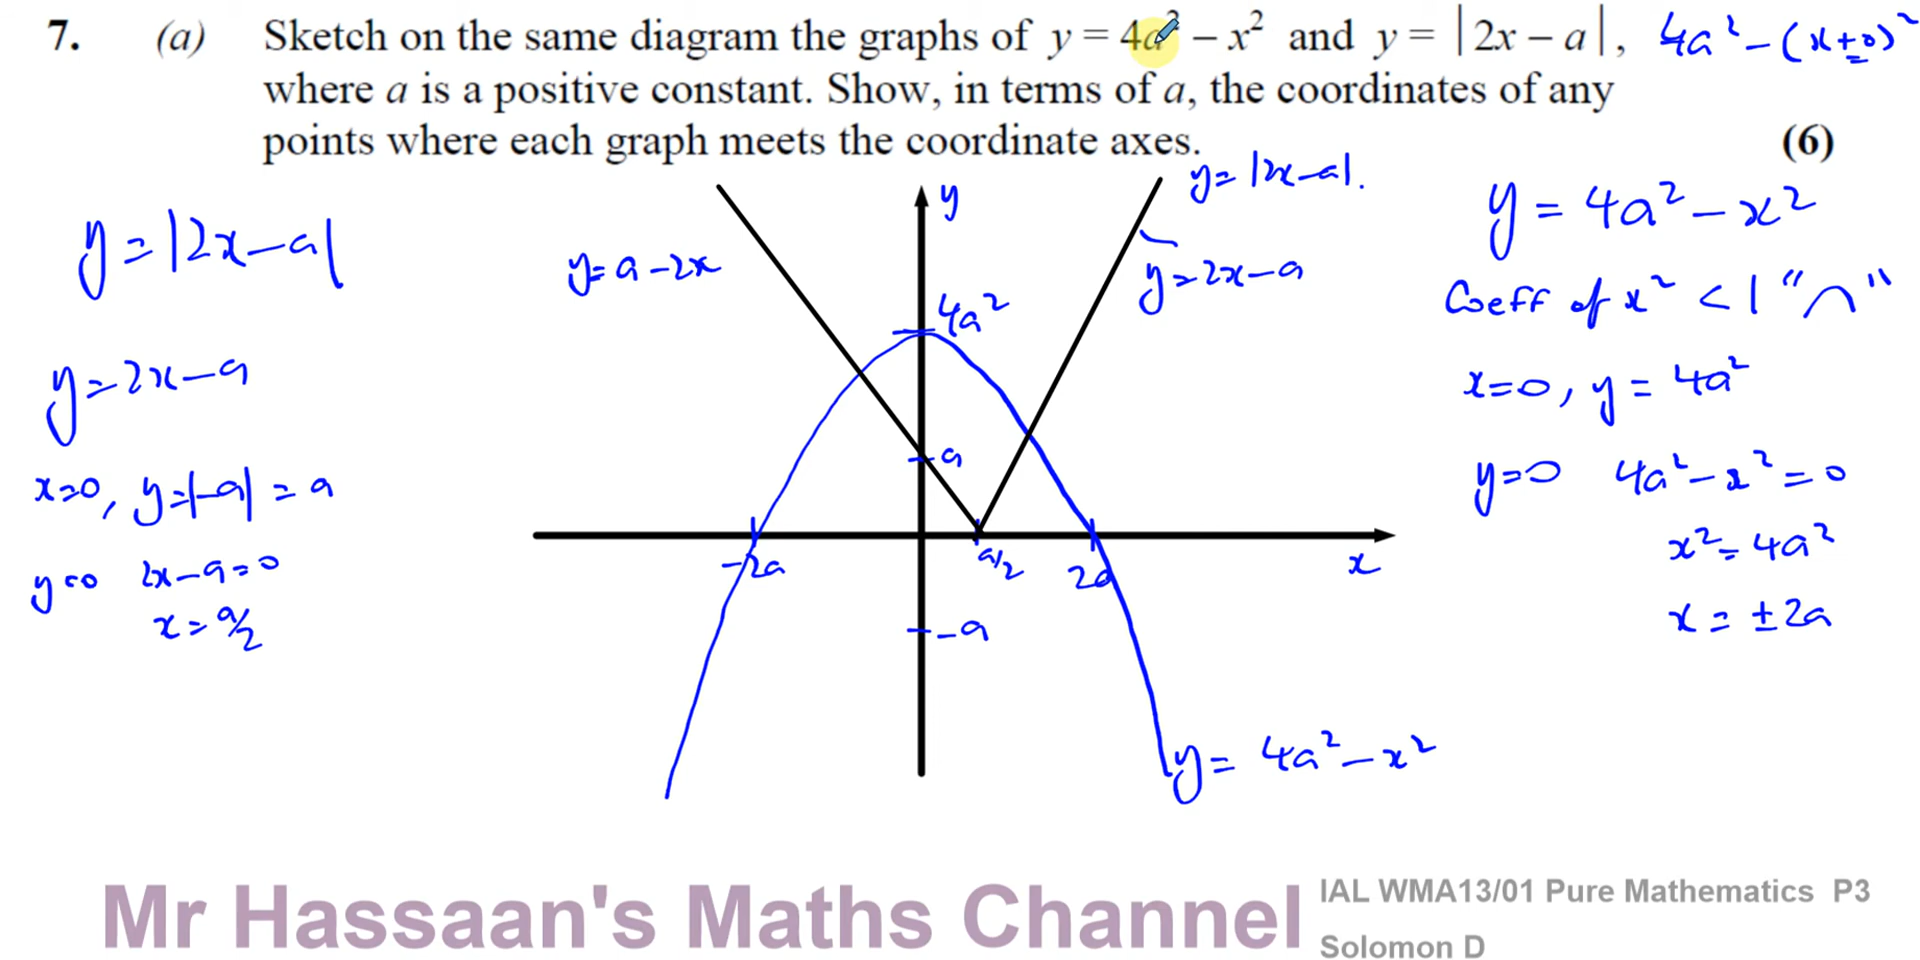 7. (a) Sketch on the same diagram the graphs of y = 4a² – x² and y = |2x – a|, 4a² – (x±0)²
where a is a positive constant. Show, in terms of a, the coordinates of any
points where each graph meets the coordinate axes. (6)
y = |2x – a|
y = 2x – a
x=0, y=|–a| = a
y=0 2x – a = 0
x = a/2
y = a – 2x
y
y = |2x – a|.
y = 2x – a
4a²
a
–2a
a/2
2a
x
–a
y = 4a² – x²
y = 4a² – x²
Coeff of x² < 1 "∩"
x=0, y = 4a²
y=0 4a² – x² = 0
x² = 4a²
x = ± 2a
Mr Hassaan's Maths Channel
IAL WMA13/01 Pure Mathematics P3
Solomon D